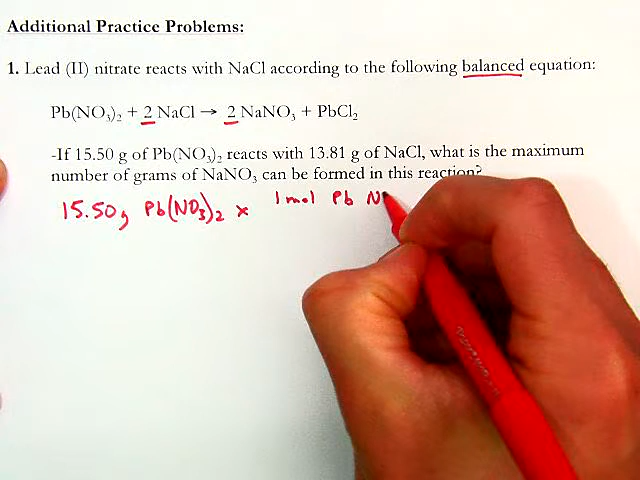 Additional Practice Problems:
1. Lead (II) nitrate reacts with NaCl according to the following balanced equation:
Pb(NO₃)₂ + 2 NaCl → 2 NaNO₃ + PbCl₂
-If 15.50 g of Pb(NO₃)₂ reacts with 13.81 g of NaCl, what is the maximum
number of grams of NaNO₃ can be formed in this reaction?
15.50g Pb(NO₃)₂ x 1 mol Pb N